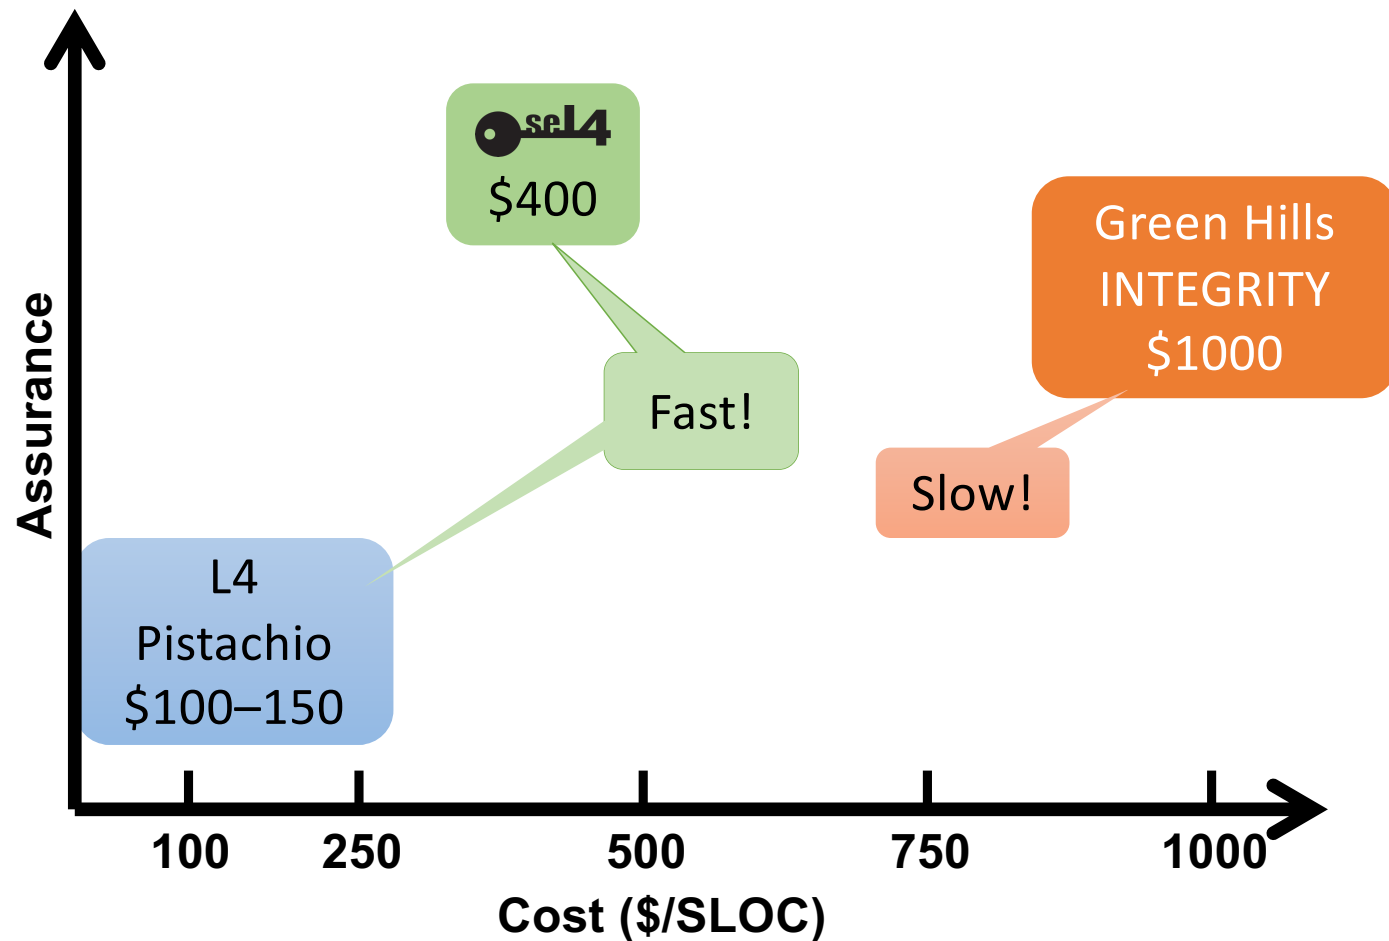 seL4
$400
Green Hills
INTEGRITY
$1000
Fast!
Slow!
L4
Pistachio
$100–150
Assurance
100
250
500
750
1000
Cost ($/SLOC)